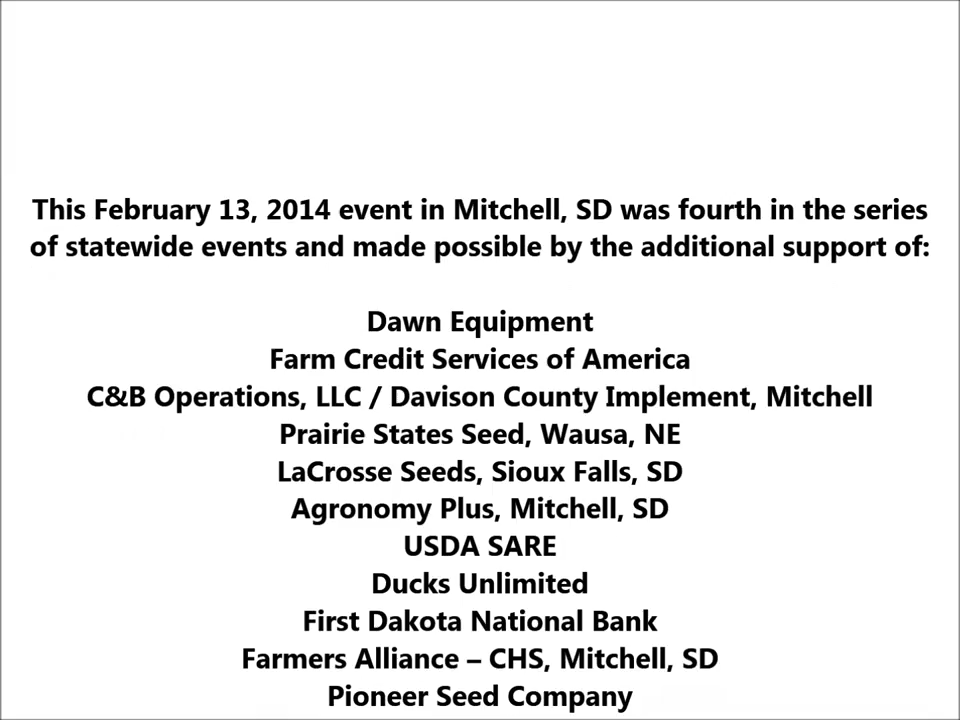 This February 13, 2014 event in Mitchell, SD was fourth in the series
of statewide events and made possible by the additional support of:
Dawn Equipment
Farm Credit Services of America
C&B Operations, LLC / Davison County Implement, Mitchell
Prairie States Seed, Wausa, NE
LaCrosse Seeds, Sioux Falls, SD
Agronomy Plus, Mitchell, SD
USDA SARE
Ducks Unlimited
First Dakota National Bank
Farmers Alliance – CHS, Mitchell, SD
Pioneer Seed Company